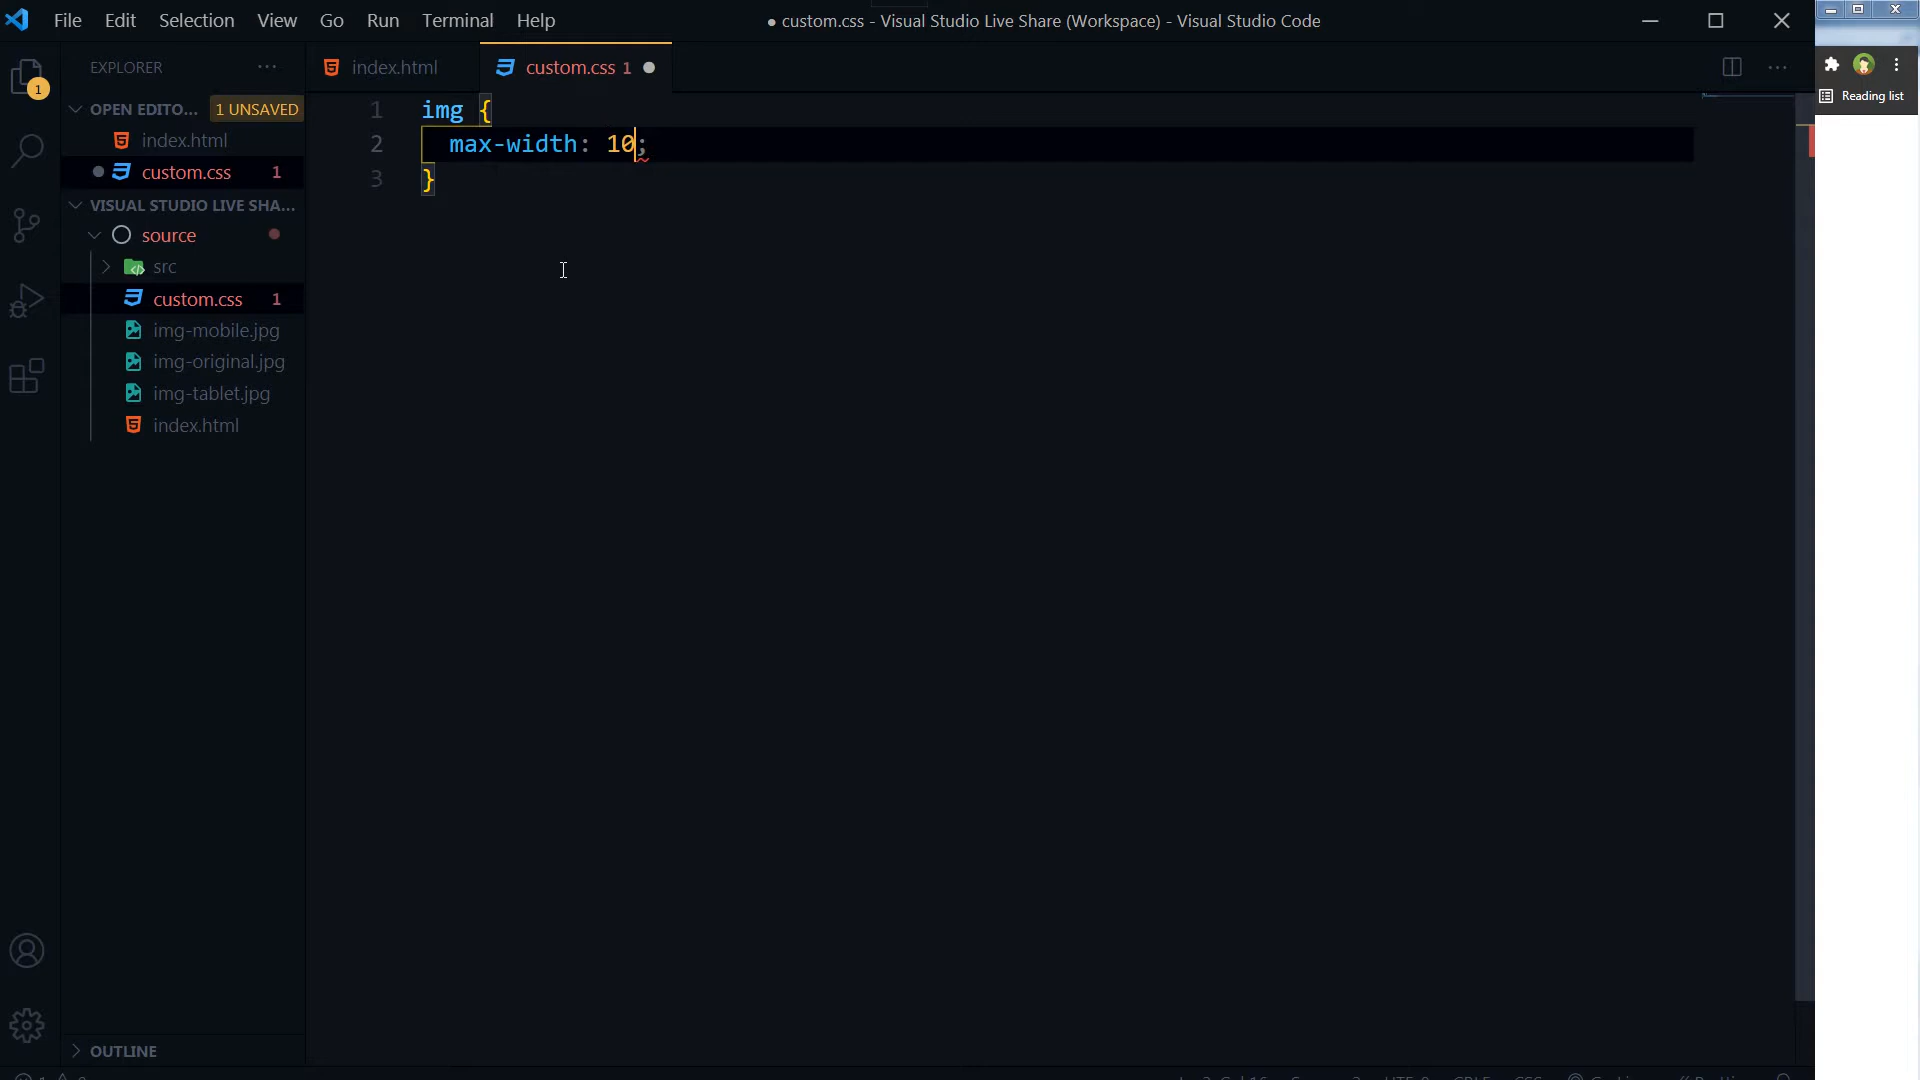 File Edit Selection View Go Run Terminal Help
● custom.css - Visual Studio Live Share (Workspace) - Visual Studio Code
EXPLORER ...
index.html
custom.css 1 ●
OPEN EDITO... 1 UNSAVED
index.html
● custom.css 1
VISUAL STUDIO LIVE SHA...
source
src
custom.css 1
img-mobile.jpg
img-original.jpg
img-tablet.jpg
index.html
OUTLINE
1
1 img {
2 max-width: 10;
3 }
Reading list